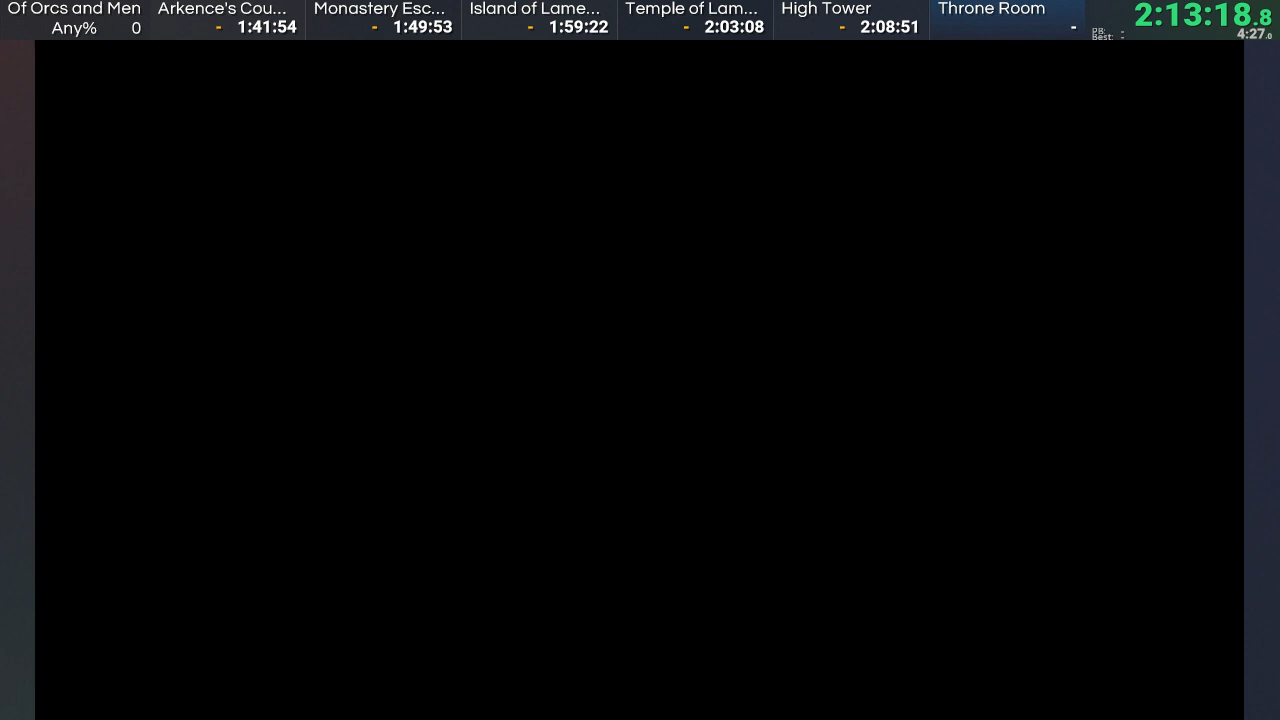 Of Orcs and Men
Any% 0
Arkence's Cou...
- 1:41:54
Monastery Esc...
- 1:49:53
Island of Lame...
- 1:59:22
Temple of Lam...
- 2:03:08
High Tower
- 2:08:51
Throne Room
-
2:13:18.8
PB: -
Best: -
4:27.0